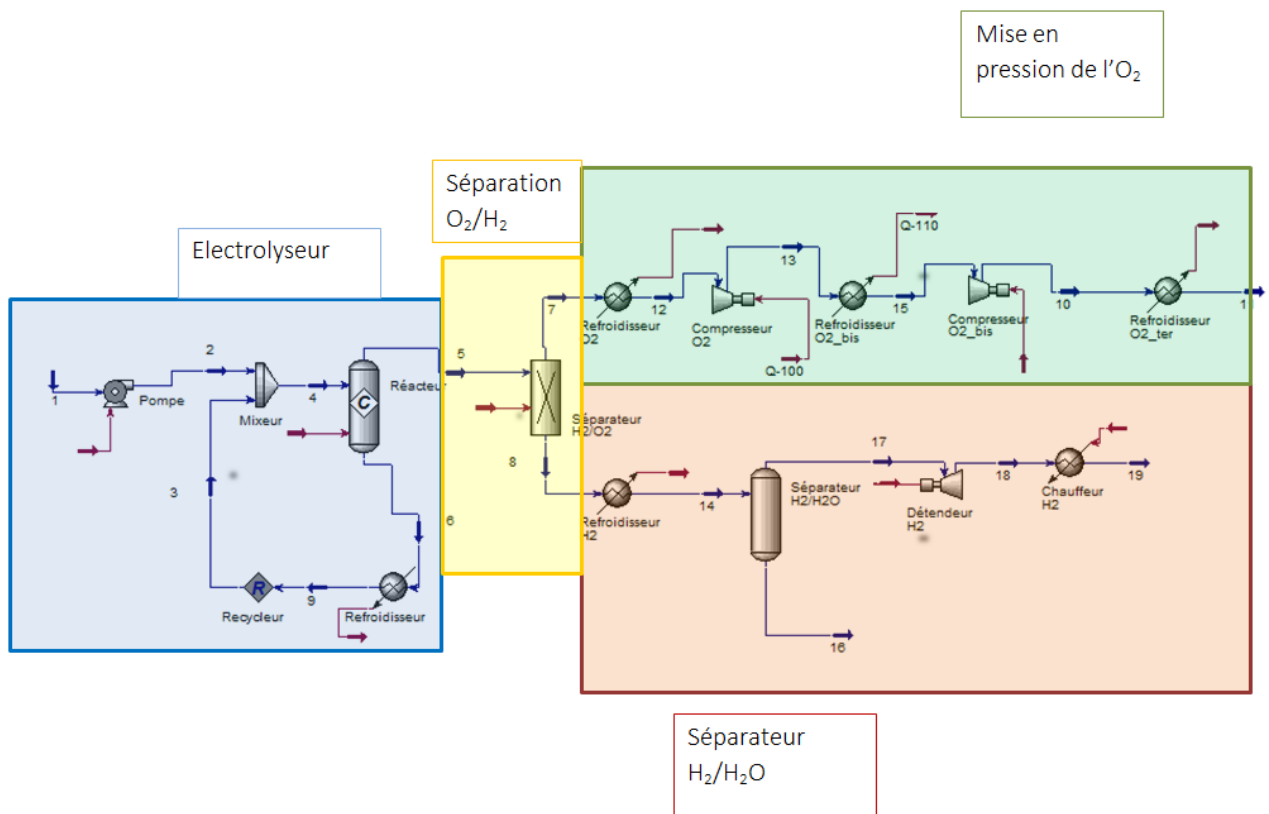 Mise en
pression de l’O₂
Séparation
O₂/H₂
Electrolyseur
Q-110
13
7
12
15
10
11
Refroidisseur
O2
Compresseur
O2
Refroidisseur
O2_bis
Compresseur
O2_bis
Refroidisseur
O2_ter
Q-100
2
5
1
Pompe
4
Mixeur
Réacteur
C
Séparateur
H2/O2
3
8
6
Refroidisseur
H2
14
17
Séparateur
H2/H2O
Détendeur
H2
18
Chauffeur
H2
19
R
9
Recycleur
Refroidisseur
16
Séparateur
H₂/H₂O